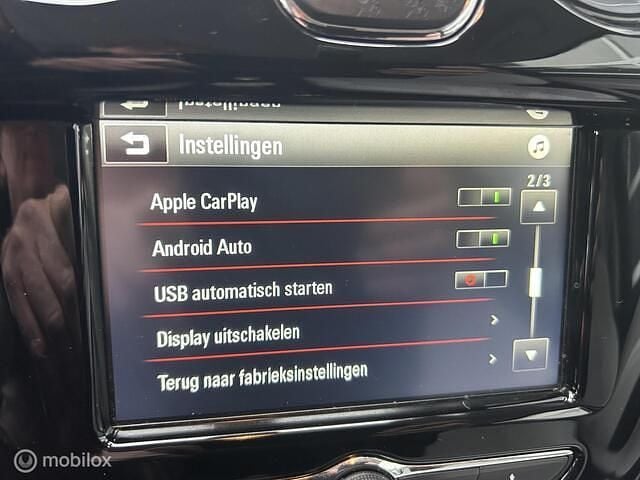 Instellingen
2/3
Apple CarPlay
Android Auto
USB automatisch starten
Display uitschakelen
Terug naar fabrieksinstellingen
mobilox